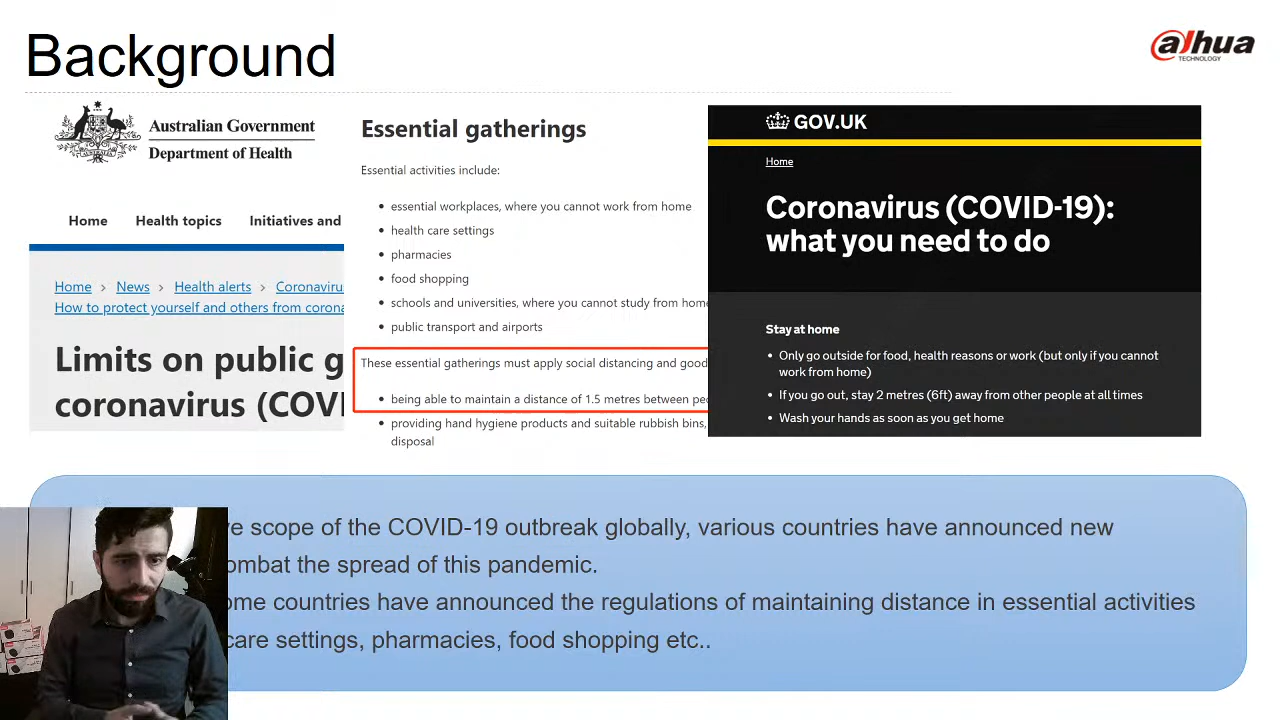 Background
alhua
TECHNOLOGY
Australian Government
Department of Health
Home Health topics Initiatives and
Home > News > Health alerts > Coronaviru
How to protect yourself and others from corona
Limits on public g
coronavirus (COVI
Essential gatherings
Essential activities include:
• essential workplaces, where you cannot work from home
• health care settings
• pharmacies
• food shopping
• schools and universities, where you cannot study from home
• public transport and airports
These essential gatherings must apply social distancing and good
• being able to maintain a distance of 1.5 metres between peo
• providing hand hygiene products and suitable rubbish bins,
disposal
GOV.UK
Home
Coronavirus (COVID-19):
what you need to do
Stay at home
• Only go outside for food, health reasons or work (but only if you cannot
work from home)
• If you go out, stay 2 metres (6ft) away from other people at all times
• Wash your hands as soon as you get home
ve scope of the COVID-19 outbreak globally, various countries have announced new
ombat the spread of this pandemic.
ome countries have announced the regulations of maintaining distance in essential activities
care settings, pharmacies, food shopping etc..